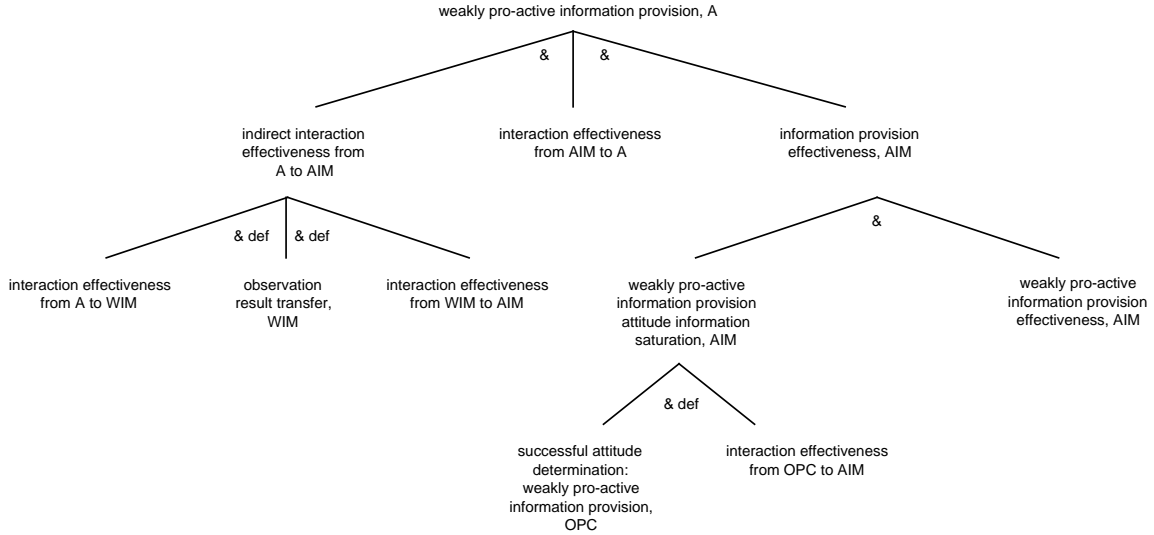 weakly pro-active information provision, A
& &
indirect interaction
effectiveness from
A to AIM
interaction effectiveness
from AIM to A
information provision
effectiveness, AIM
& def & def
&
interaction effectiveness
from A to WIM
observation
result transfer,
WIM
interaction effectiveness
from WIM to AIM
weakly pro-active
information provision
attitude information
saturation, AIM
weakly pro-active
information provision
effectiveness, AIM
& def
successful attitude
determination:
weakly pro-active
information provision,
OPC
interaction effectiveness
from OPC to AIM